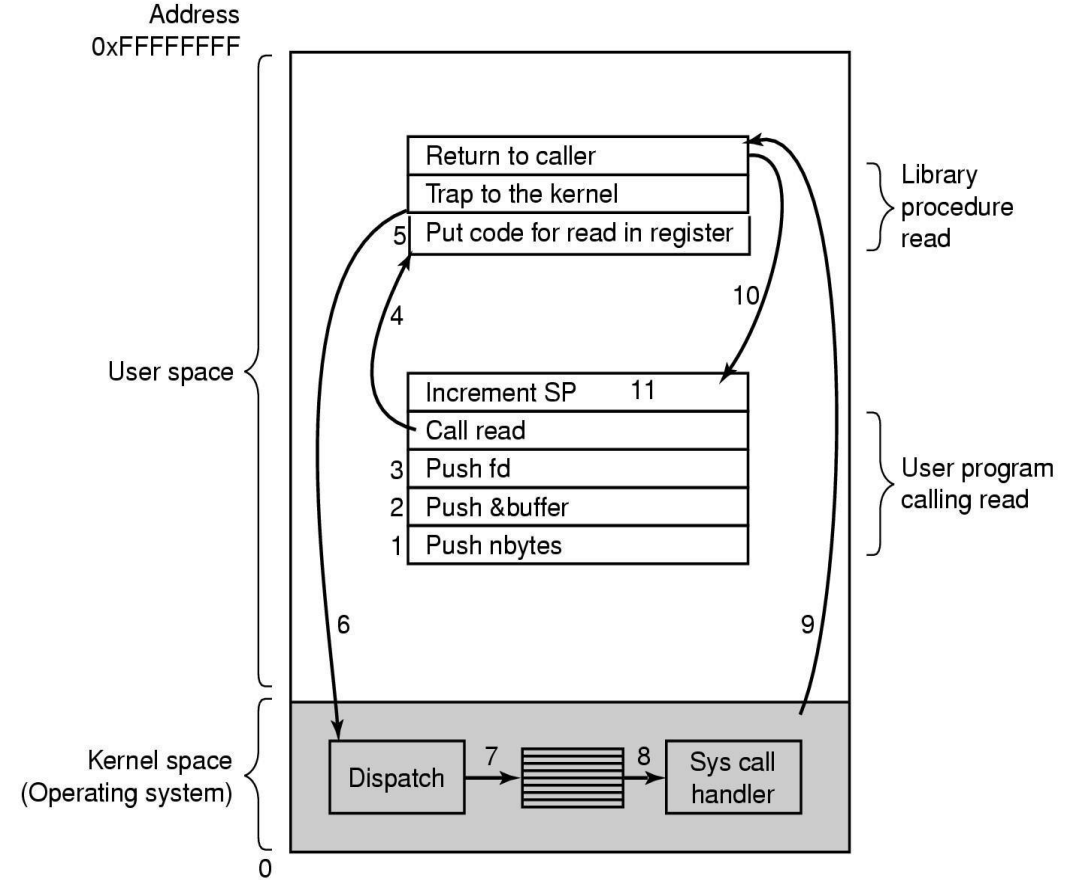 Address
0xFFFFFFFF
Return to caller
Trap to the kernel
5 Put code for read in register
Library
procedure
read
4
10
User space
Increment SP 11
Call read
3 Push fd
2 Push &buffer
1 Push nbytes
User program
calling read
6
9
Kernel space
(Operating system)
Dispatch
7
8
Sys call
handler
0